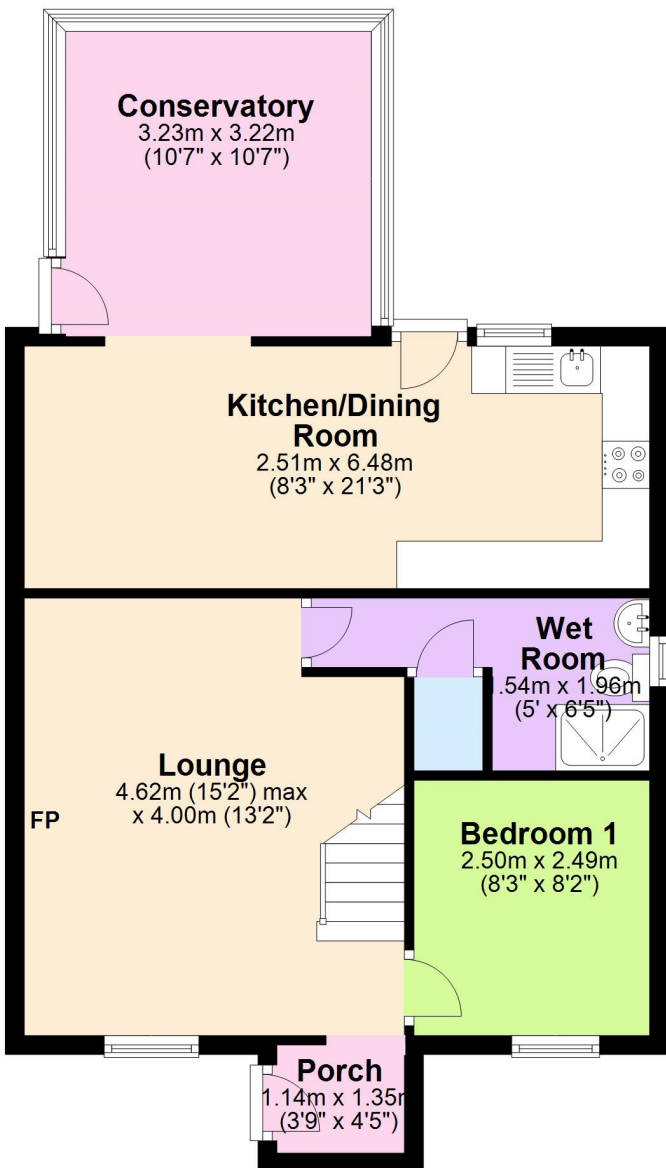 Conservatory
3.23m x 3.22m
(10'7" x 10'7")
Kitchen/Dining
Room
2.51m x 6.48m
(8'3" x 21'3")
Wet
Room
.54m x 1.96m
(5' x 6'5")
Lounge
4.62m (15'2") max
x 4.00m (13'2")
FP
Bedroom 1
2.50m x 2.49m
(8'3" x 8'2")
Porch
1.14m x 1.35m
(3'9" x 4'5")